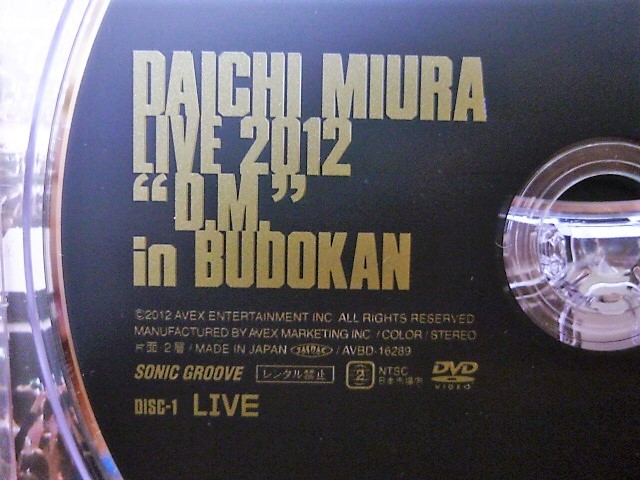 DAICHI MIURA
LIVE 2012
“D.M.”
in BUDOKAN
©2012 AVEX ENTERTAINMENT INC. ALL RIGHTS RESERVED
MANUFACTURED BY AVEX MARKETING INC. / COLOR / STEREO
片面・2層 / MADE IN JAPAN JASRAC / AVBD-16289
SONIC GROOVE レンタル禁止 2 NTSC DVD
日本市場向 VIDEO
DISC-1 LIVE